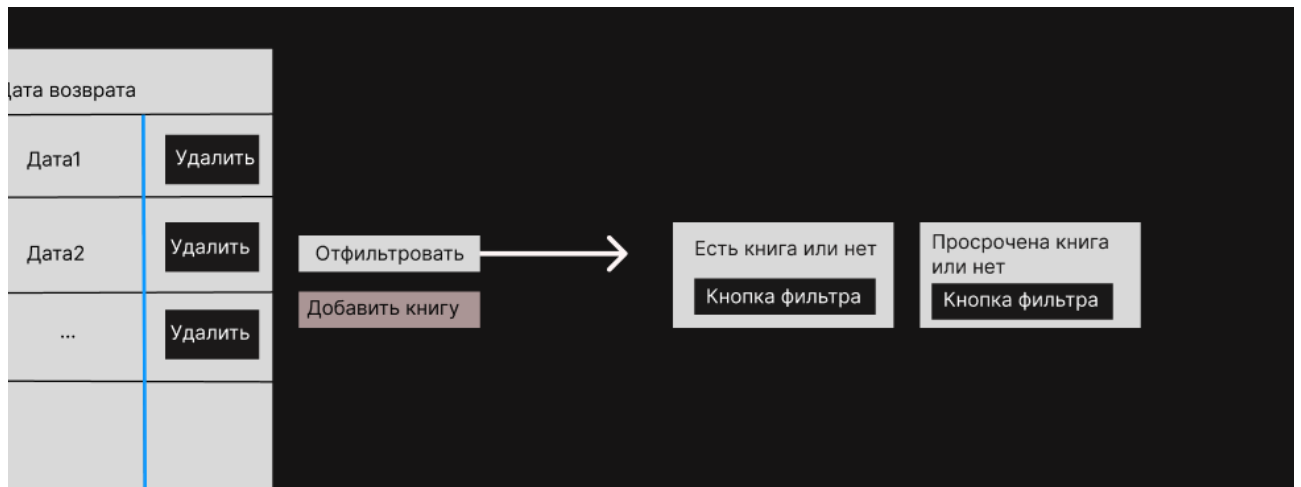 Дата возврата
Дата1
Удалить
Дата2
Удалить
...
Удалить
Отфильтровать
Добавить книгу
Есть книга или нет
Кнопка фильтра
Просрочена книга
или нет
Кнопка фильтра